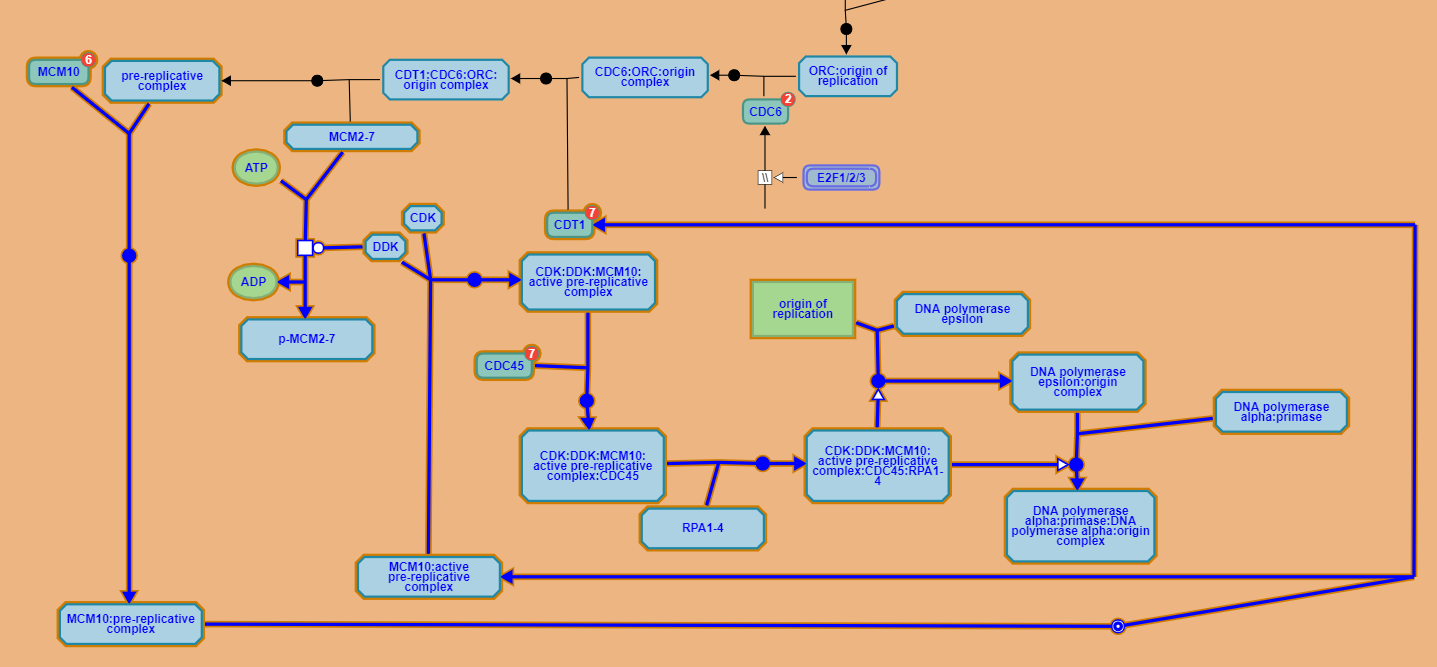 MCM10
6
pre-replicative
complex
CDT1:CDC6:ORC:
origin complex
CDC6:ORC:origin
complex
ORC:origin of
replication
CDC6
2
MCM2-7
ATP
E2F1/2/3
\\
CDK
CDT1
7
DDK
ADP
CDK:DDK:MCM10:
active pre-replicative
complex
origin of
replication
DNA polymerase
epsilon
p-MCM2-7
CDC45
7
DNA polymerase
epsilon:origin
complex
DNA polymerase
alpha:primase
CDK:DDK:MCM10:
active pre-replicative
complex:CDC45
CDK:DDK:MCM10:
active pre-replicative
complex:CDC45:RPA1-
4
RPA1-4
DNA polymerase
alpha:primase:DNA
polymerase alpha:origin
complex
MCM10:active
pre-replicative
complex
MCM10:pre-replicative
complex